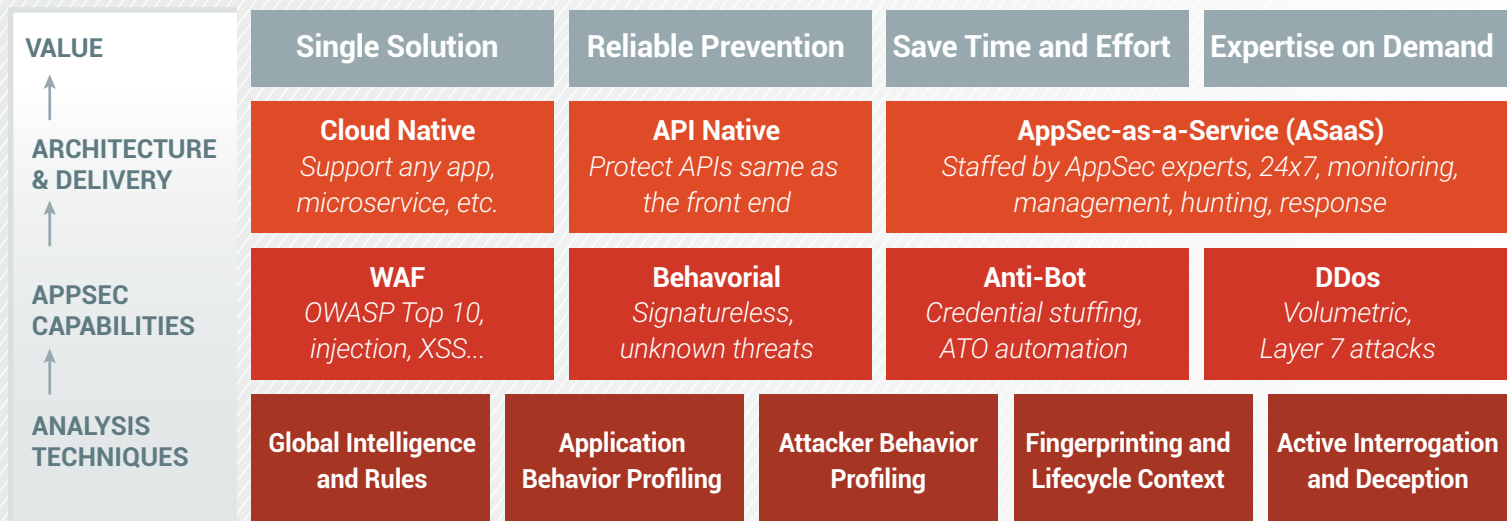 VALUE
Single Solution
Reliable Prevention
Save Time and Effort
Expertise on Demand
ARCHITECTURE
& DELIVERY
Cloud Native
Support any app,
microservice, etc.
API Native
Protect APIs same as
the front end
AppSec-as-a-Service (ASaaS)
Staffed by AppSec experts, 24x7, monitoring,
management, hunting, response
APPSEC
CAPABILITIES
WAF
OWASP Top 10,
injection, XSS...
Behavorial
Signatureless,
unknown threats
Anti-Bot
Credential stuffing,
ATO automation
DDos
Volumetric,
Layer 7 attacks
ANALYSIS
TECHNIQUES
Global Intelligence
and Rules
Application
Behavior Profiling
Attacker Behavior
Profiling
Fingerprinting and
Lifecycle Context
Active Interrogation
and Deception